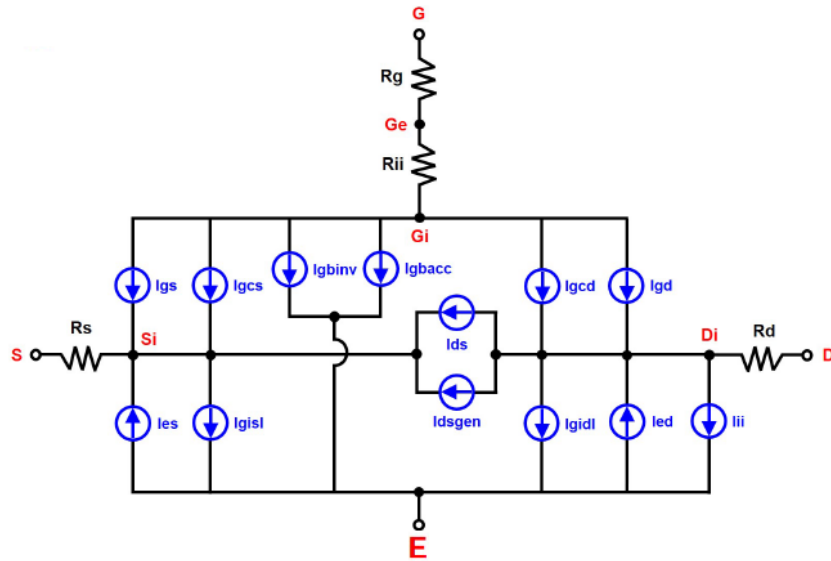 G
Rg
Ge
Rii
Gi
Igs
Igcs
Igbinv
Igbacc
Igcd
Igd
Rs
S
Si
Ids
Di
Rd
D
Ies
Igisl
Idsgen
Igidl
Ied
Iii
E